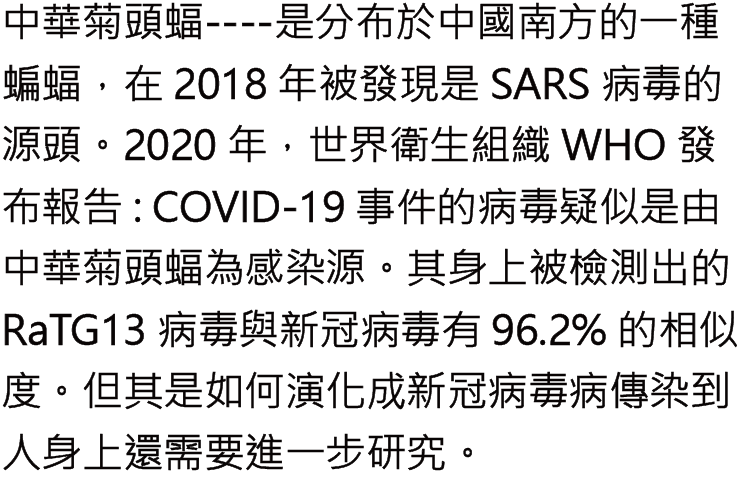 中華菊頭蝠----是分布於中國南方的一種
蝙蝠，在 2018 年被發現是 SARS 病毒的
源頭。2020 年，世界衛生組織 WHO 發
布報告 : COVID-19 事件的病毒疑似是由
中華菊頭蝠為感染源。其身上被檢測出的
RaTG13 病毒與新冠病毒有 96.2% 的相似
度。但其是如何演化成新冠病毒病傳染到
人身上還需要進一步研究。